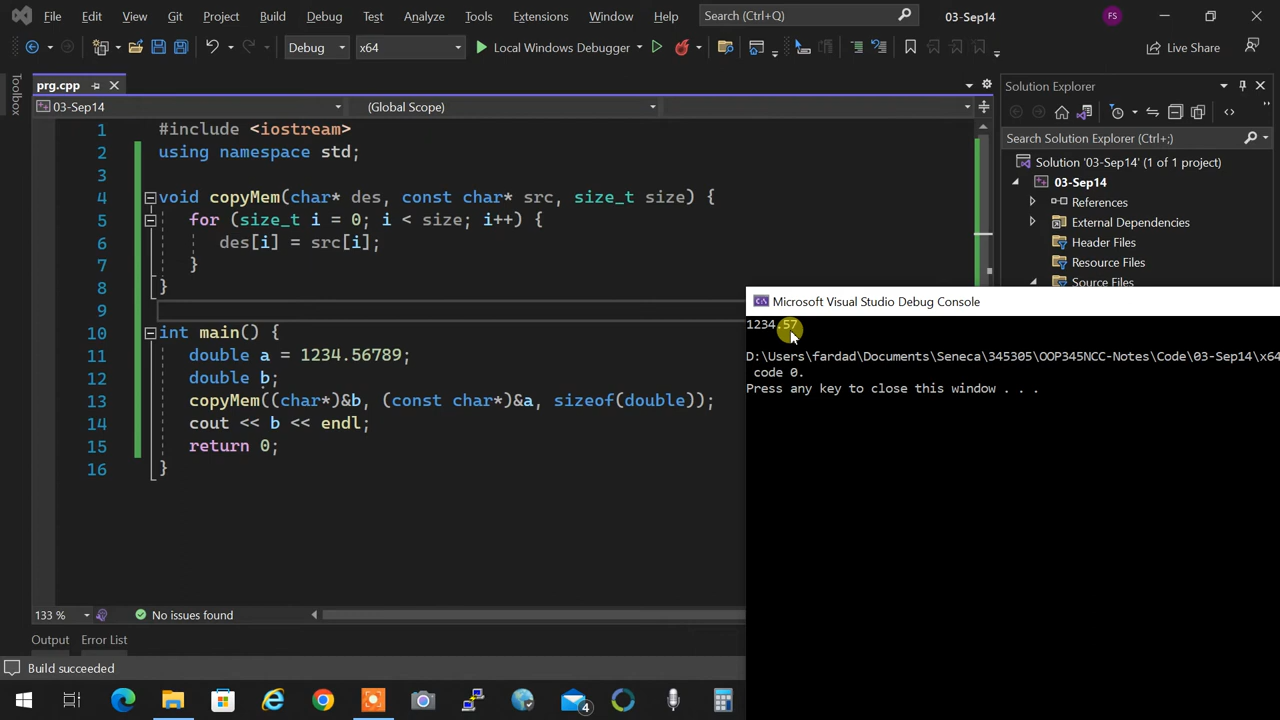 File Edit View Git Project Build Debug Test Analyze Tools Extensions Window Help Search (Ctrl+Q) 03-Sep14 FS
Debug x64 Local Windows Debugger Live Share
Toolbox
prg.cpp
03-Sep14 (Global Scope)
1 #include <iostream>
2 using namespace std;
3
4 void copyMem(char* des, const char* src, size_t size) {
5 for (size_t i = 0; i < size; i++) {
6 des[i] = src[i];
7 }
8 }
9
10 int main() {
11 double a = 1234.56789;
12 double b;
13 copyMem((char*)&b, (const char*)&a, sizeof(double));
14 cout << b << endl;
15 return 0;
16 }
Solution Explorer
Search Solution Explorer (Ctrl+;)
Solution '03-Sep14' (1 of 1 project)
03-Sep14
References
External Dependencies
Header Files
Resource Files
Source Files
Microsoft Visual Studio Debug Console
1234.57
D:\Users\fardad\Documents\Seneca\345305\OOP345NCC-Notes\Code\03-Sep14\x64
code 0.
Press any key to close this window . . .
133 % No issues found
Output Error List
Build succeeded
4